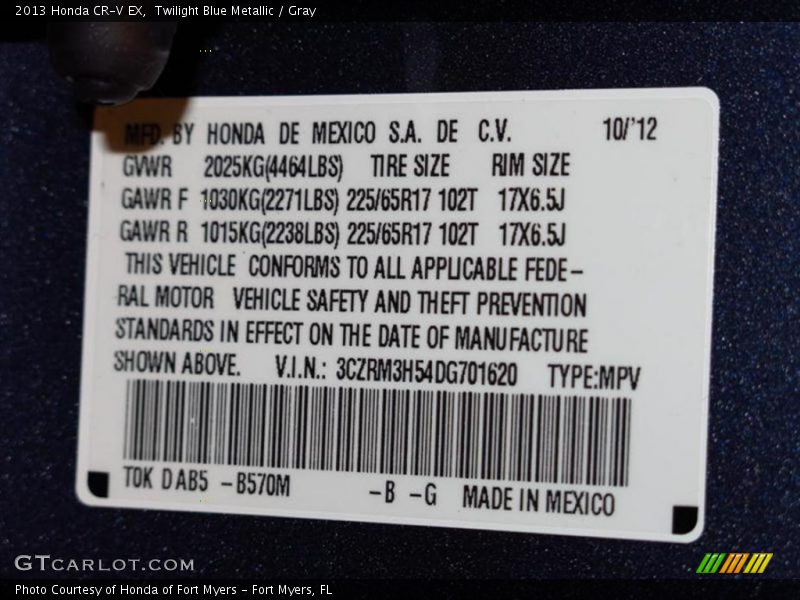 2013 Honda CR-V EX, Twilight Blue Metallic / Gray
MFD. BY HONDA DE MEXICO S.A. DE C.V. 10/'12
GVWR 2025KG(4464LBS) TIRE SIZE RIM SIZE
GAWR F 1030KG(2271LBS) 225/65R17 102T 17X6.5J
GAWR R 1015KG(2238LBS) 225/65R17 102T 17X6.5J
THIS VEHICLE CONFORMS TO ALL APPLICABLE FEDE-
RAL MOTOR VEHICLE SAFETY AND THEFT PREVENTION
STANDARDS IN EFFECT ON THE DATE OF MANUFACTURE
SHOWN ABOVE. V.I.N.: 3CZRM3H54DG701620 TYPE:MPV
T0K DAB5 -B570M -B -G MADE IN MEXICO
GTCARLOT.COM
Photo Courtesy of Honda of Fort Myers - Fort Myers, FL